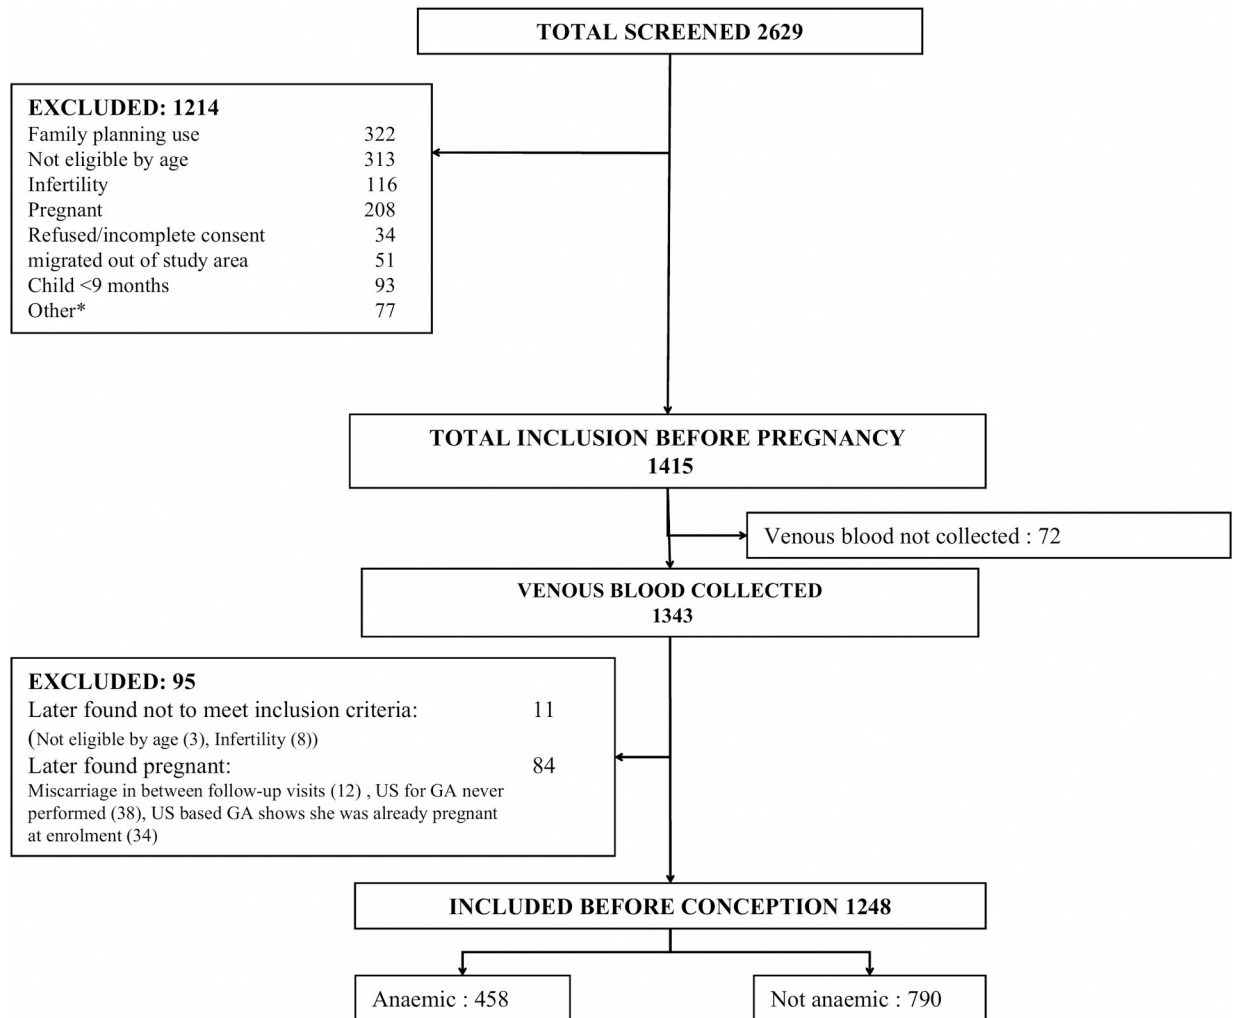 TOTAL SCREENED 2629
EXCLUDED: 1214
Family planning use 322
Not eligible by age 313
Infertility 116
Pregnant 208
Refused/incomplete consent 34
migrated out of study area 51
Child <9 months 93
Other* 77
TOTAL INCLUSION BEFORE PREGNANCY
1415
Venous blood not collected : 72
VENOUS BLOOD COLLECTED
1343
EXCLUDED: 95
Later found not to meet inclusion criteria: 11
(Not eligible by age (3), Infertility (8))
Later found pregnant: 84
Miscarriage in between follow-up visits (12) , US for GA never
performed (38), US based GA shows she was already pregnant
at enrolment (34)
INCLUDED BEFORE CONCEPTION 1248
Anaemic : 458
Not anaemic : 790